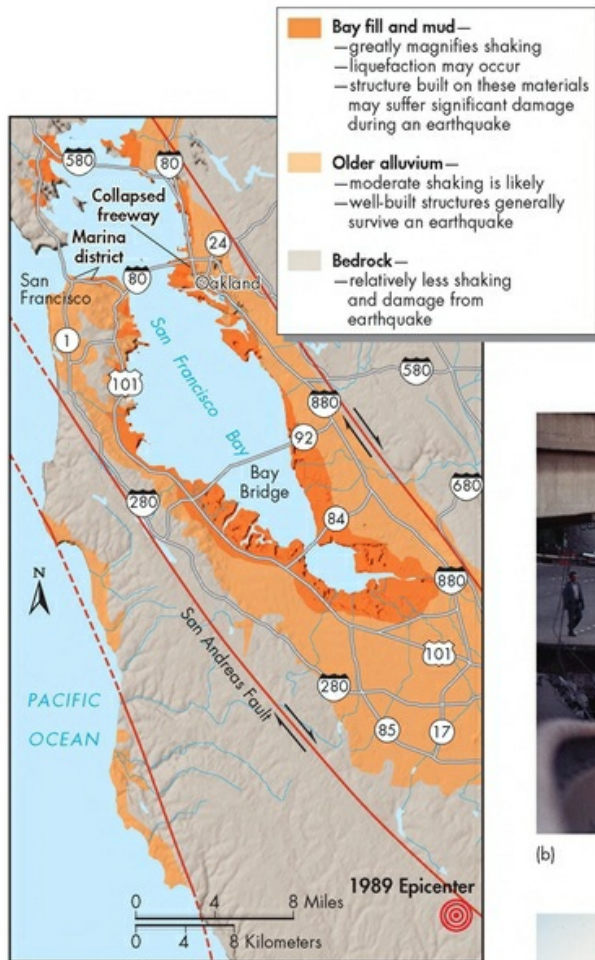 Bay fill and mud—
—greatly magnifies shaking
—liquefaction may occur
—structure built on these materials
may suffer significant damage
during an earthquake
Older alluvium—
—moderate shaking is likely
—well-built structures generally
survive an earthquake
Bedrock—
—relatively less shaking
and damage from
earthquake
580
80
Collapsed
freeway
24
Marina
district
Oakland
San
Francisco
80
1
San Francisco Bay
101
580
880
92
Bay
Bridge
680
280
84
880
N
San Andreas Fault
101
280
PACIFIC
OCEAN
85
17
(b)
1989 Epicenter
0 4 8 Miles
0 4 8 Kilometers